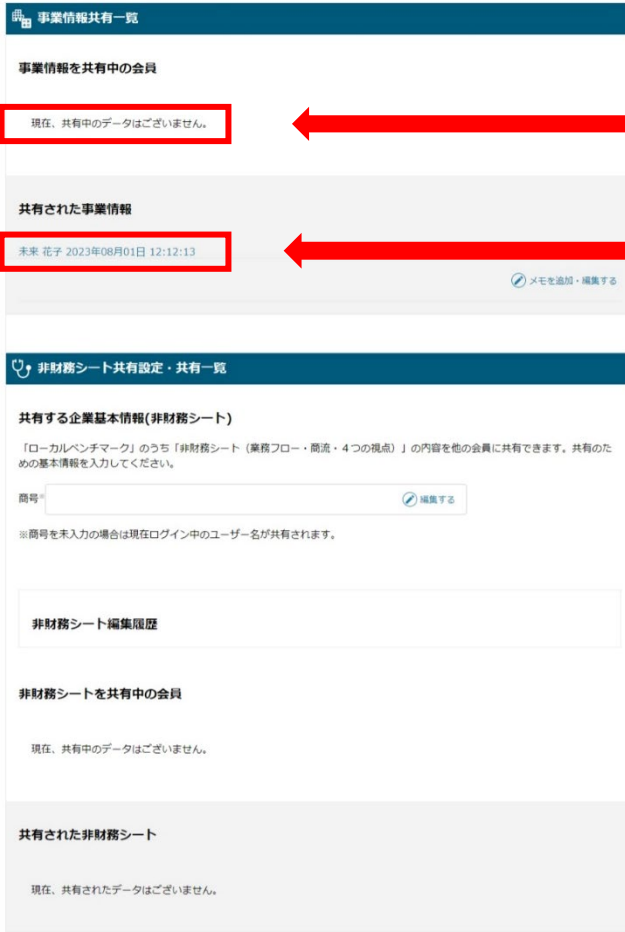 事業情報共有一覧
事業情報を共有中の会員
現在、共有中のデータはございません。
共有された事業情報
未来 花子 2023年08月01日 12:12:13
メモを追加・編集する
非財務シート共有設定・共有一覧
共有する企業基本情報(非財務シート)
「ローカルベンチマーク」のうち「非財務シート（業務フロー・商流・４つの視点）」の内容を他の会員に共有できます。共有のた
めの基本情報を入力してください。
商号※ 編集する
※商号を未入力の場合は現在ログイン中のユーザー名が共有されます。
非財務シート編集履歴
非財務シートを共有中の会員
現在、共有中のデータはございません。
共有された非財務シート
現在、共有されたデータはございません。